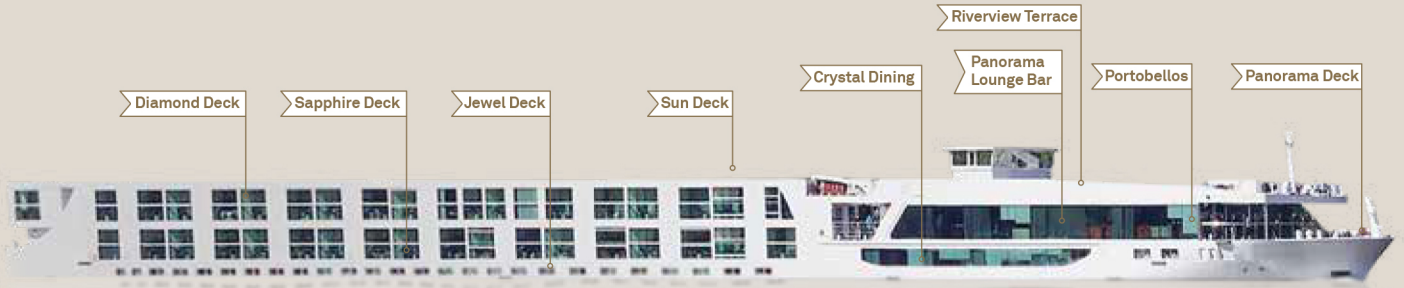 Riverview Terrace
Panorama
Lounge Bar
Crystal Dining
Portobellos
Panorama Deck
Diamond Deck
Sapphire Deck
Jewel Deck
Sun Deck